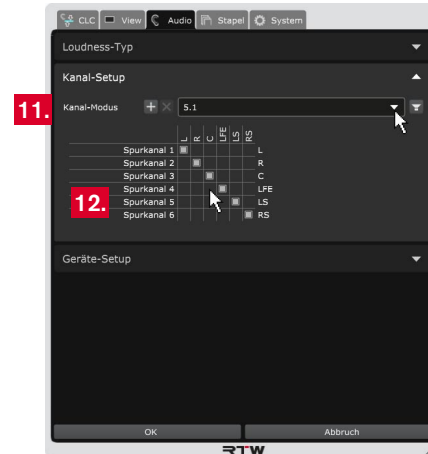 CLC View Audio Stapel System
Loudness-Typ
Kanal-Setup
11. Kanal-Modus 5.1
L R C LFE LS RS
Spurkanal 1 L
Spurkanal 2 R
Spurkanal 3 C
12. Spurkanal 4 LFE
Spurkanal 5 LS
Spurkanal 6 RS
Geräte-Setup
OK Abbruch
RTW